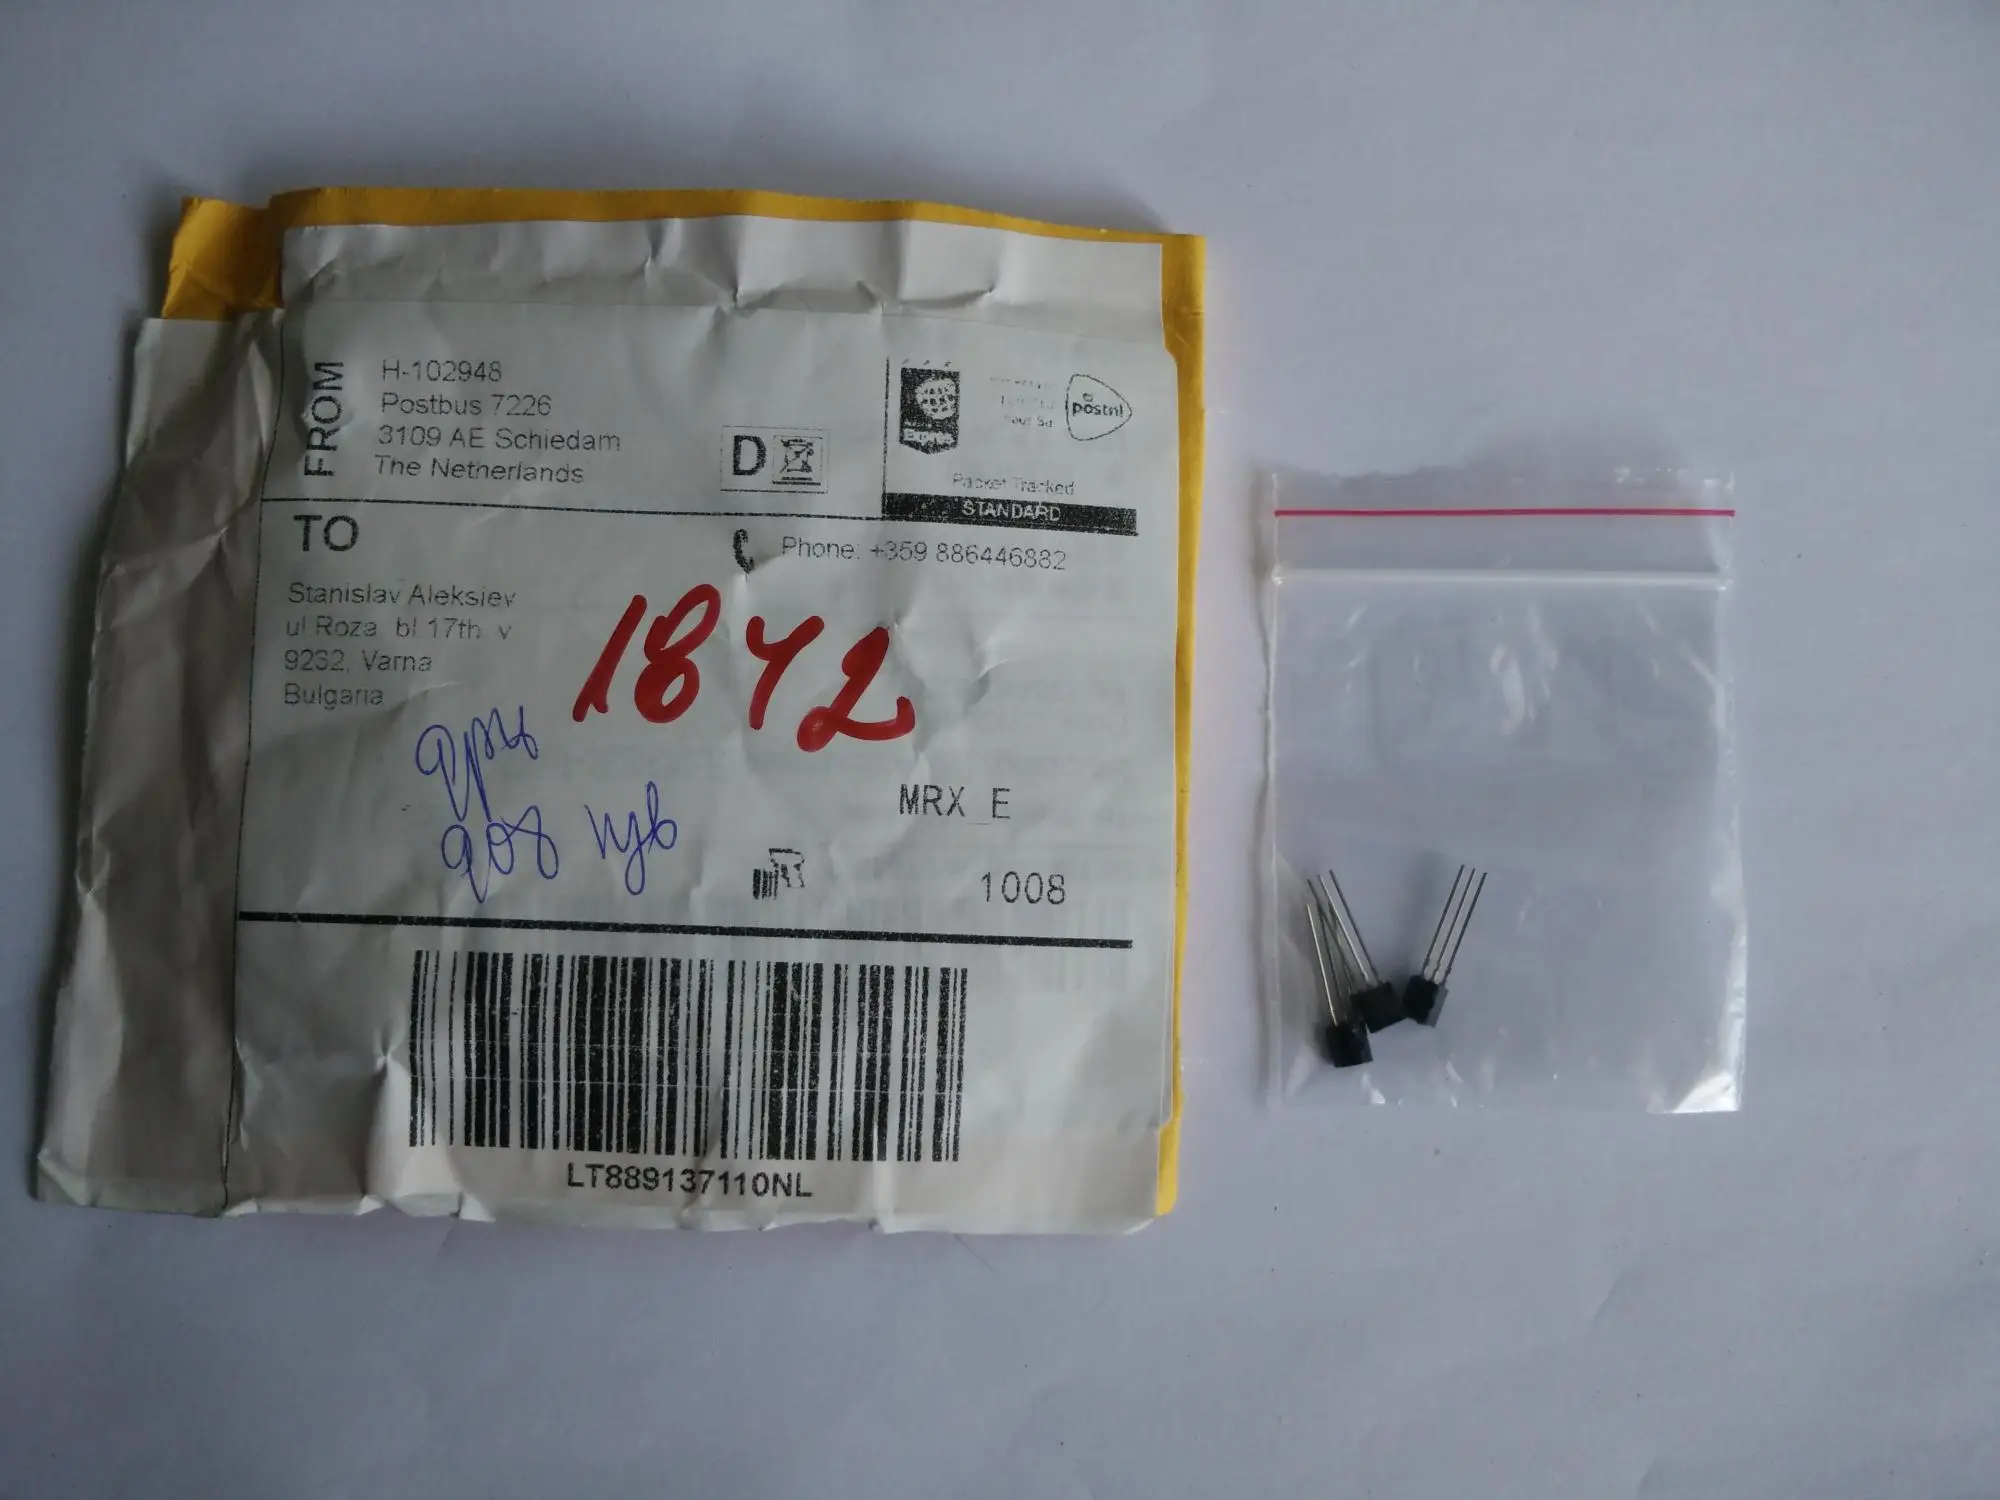 FROM
H-102948
Postbus 7226
3109 AE Schiedam
The Netherlands
D
postnl
Packet Tracked
STANDARD
TO
Phone: +359 886446882
Stanislav Aleksiev
ul Roza bl 17th v
9232, Varna
Bulgaria
1842
MRX_E
1008
LT889137110NL